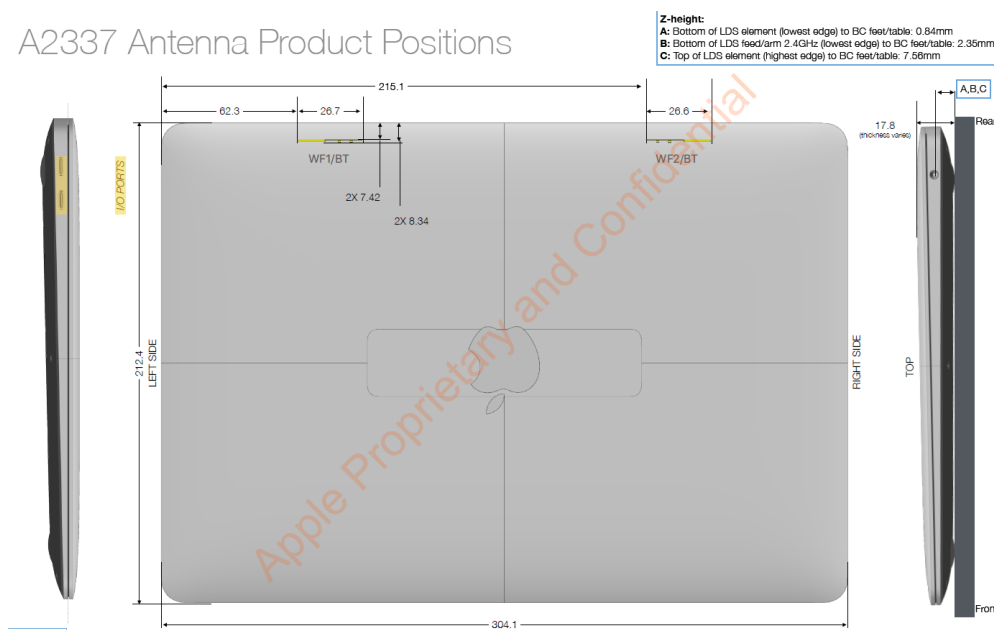 A2337 Antenna Product Positions
Z-height:
A: Bottom of LDS element (lowest edge) to BC feet/table: 0.84mm
B: Bottom of LDS feed/arm 2.4GHz (lowest edge) to BC feet/table: 2.35mm
C: Top of LDS element (highest edge) to BC feet/table: 7.56mm
215.1
A,B,C
62.3
26.7
26.6
17.8
(thickness varies)
Rear
WF1/BT
WF2/BT
I/O PORTS
2X 7.42
2X 8.34
212.4
LEFT SIDE
RIGHT SIDE
TOP
Apple Proprietary and Confidential
Fron
304.1